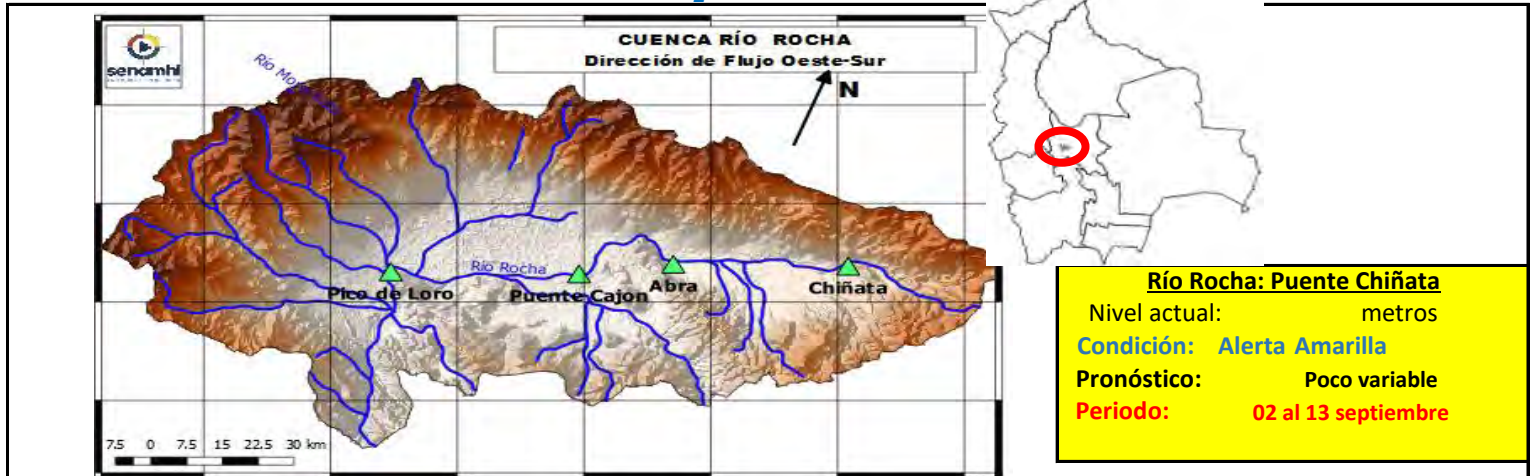 senamhi
CUENCA RÍO ROCHA
Dirección de Flujo Oeste-Sur
N
Río Rocha
Pico de Loro
Puente Cajon
Abra
Chiñata
7.5 0 7.5 15 22.5 30 km
Río Rocha: Puente Chiñata
Nivel actual: metros
Condición: Alerta Amarilla
Pronóstico: Poco variable
Periodo: 02 al 13 septiembre